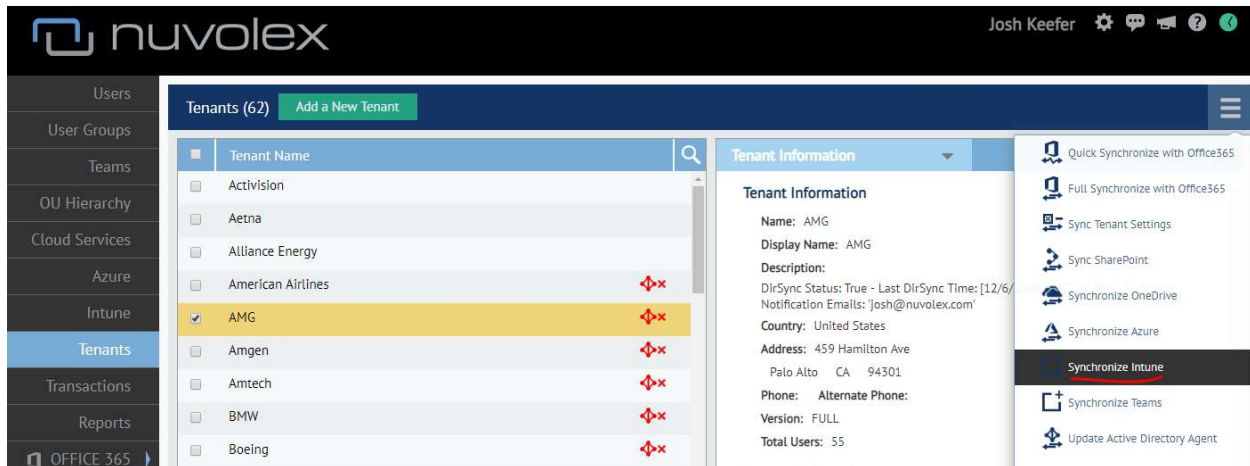 nuvolex
Josh Keefer
Users
User Groups
Teams
OU Hierarchy
Cloud Services
Azure
Intune
Tenants
Transactions
Reports
OFFICE 365
Tenants (62) Add a New Tenant
Tenant Name
Activision
Aetna
Alliance Energy
American Airlines
AMG
Amgen
Amtech
BMW
Boeing
Tenant Information
Tenant Information
Name: AMG
Display Name: AMG
Description:
DirSync Status: True - Last DirSync Time: [12/6/
Notification Emails: 'josh@nuvolex.com'
Country: United States
Address: 459 Hamilton Ave
Palo Alto CA 94301
Phone: Alternate Phone:
Version: FULL
Total Users: 55
Quick Synchronize with Office365
Full Synchronize with Office365
Sync Tenant Settings
Sync SharePoint
Synchronize OneDrive
Synchronize Azure
Synchronize Intune
Synchronize Teams
Update Active Directory Agent